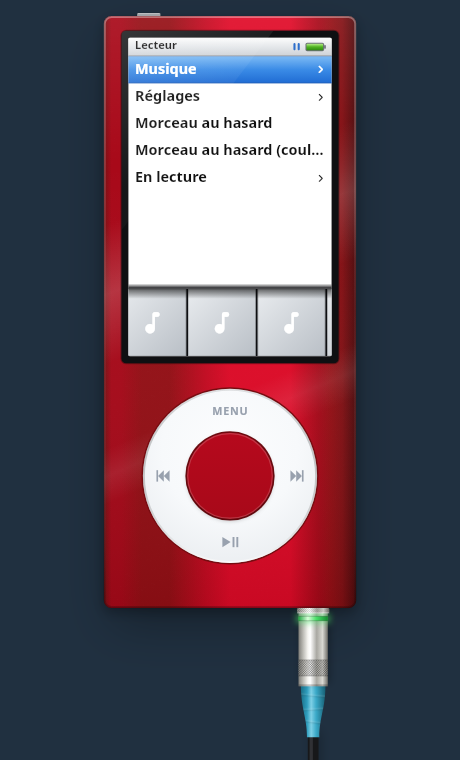 Lecteur
Musique
Réglages
Morceau au hasard
Morceau au hasard (coul...
En lecture
MENU